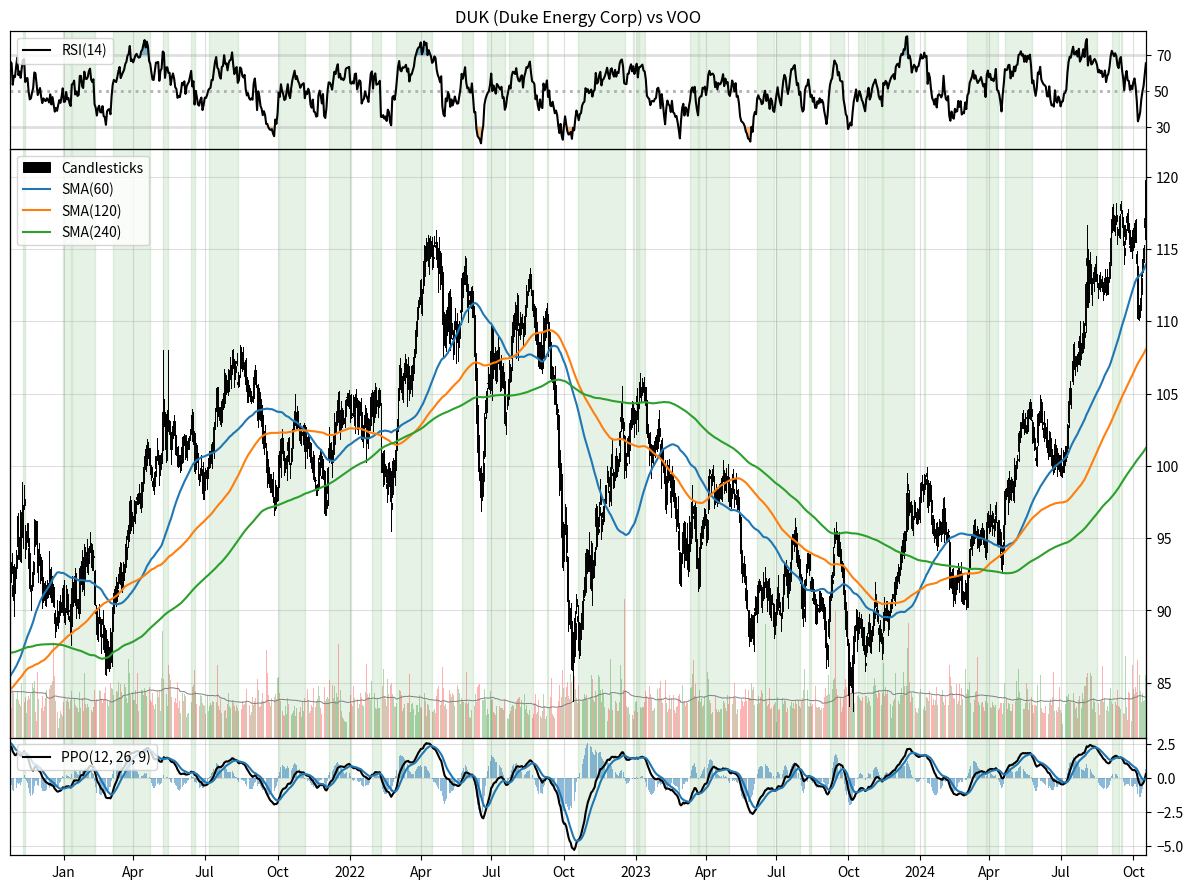 DUK (Duke Energy Corp) vs VOO
RSI(14)
70
50
30
Candlesticks
SMA(60)
SMA(120)
SMA(240)
120
115
110
105
100
95
90
85
PPO(12, 26, 9)
2.5
0.0
−2.5
−5.0
Jan Apr Jul Oct 2022 Apr Jul Oct 2023 Apr Jul Oct 2024 Apr Jul Oct